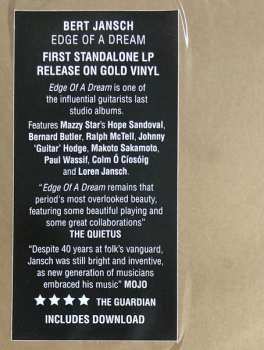 BERT JANSCH
EDGE OF A DREAM
FIRST STANDALONE LP
RELEASE ON GOLD VINYL
Edge Of A Dream is one of
the influential guitarists last
studio albums.
Features Mazzy Star's Hope Sandoval,
Bernard Butler, Ralph McTell, Johnny
'Guitar' Hodge, Makoto Sakamoto,
Paul Wassif, Colm Ó Cíosóig
and Loren Jansch.
"Edge Of A Dream remains that
period's most overlooked beauty,
featuring some beautiful playing and
some great collaborations"
THE QUIETUS
"Despite 40 years at folk's vanguard,
Jansch was still bright and inventive,
as new generation of musicians
embraced his music" MOJO
★★★★ THE GUARDIAN
INCLUDES DOWNLOAD